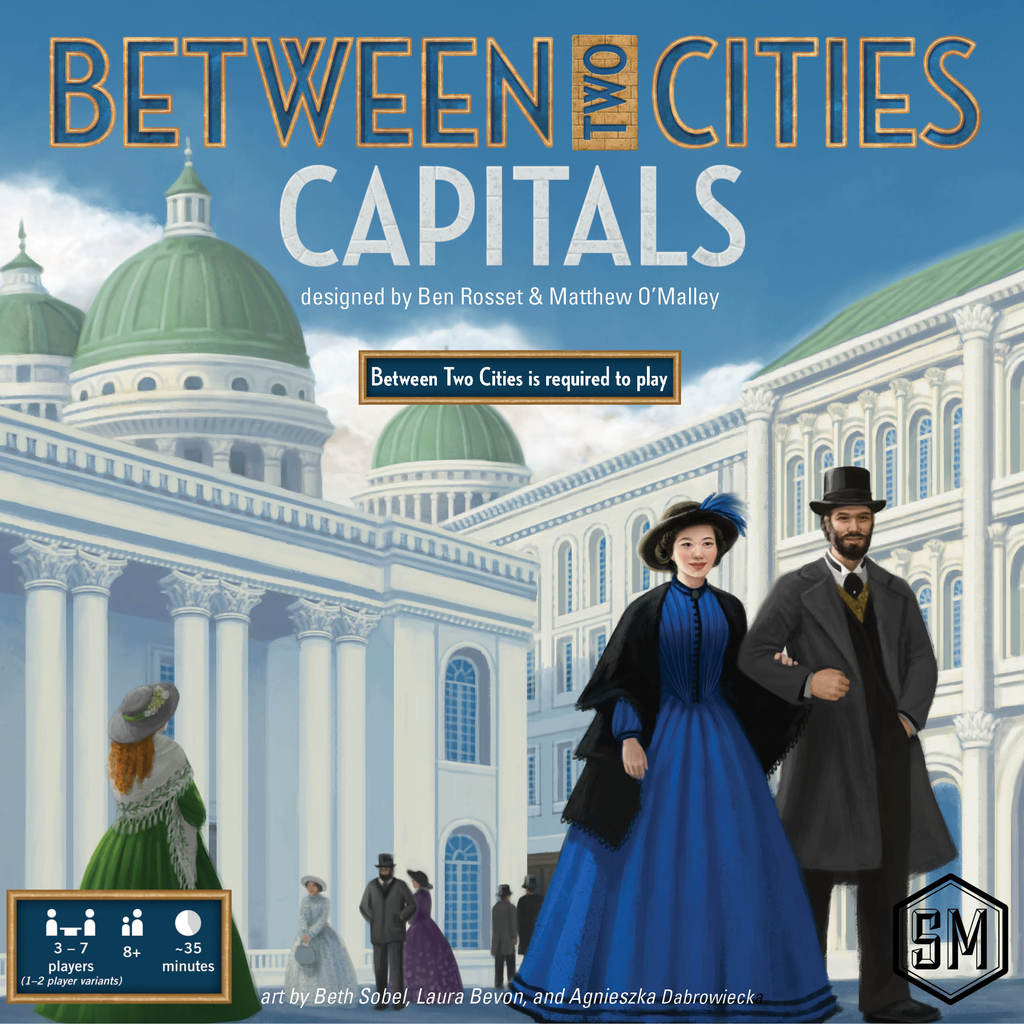 BETWEEN TWO CITIES
CAPITALS
designed by Ben Rosset & Matthew O'Malley
Between Two Cities is required to play
3 – 7
players
(1–2 player variants)
8+
~35
minutes
SM
art by Beth Sobel, Laura Bevon, and Agnieszka Dabrowiecka